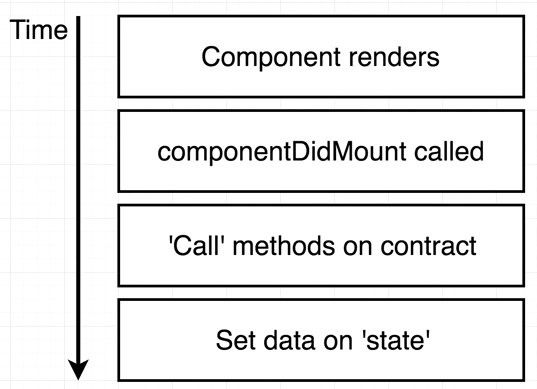 Time
Component renders
componentDidMount called
'Call' methods on contract
Set data on 'state'